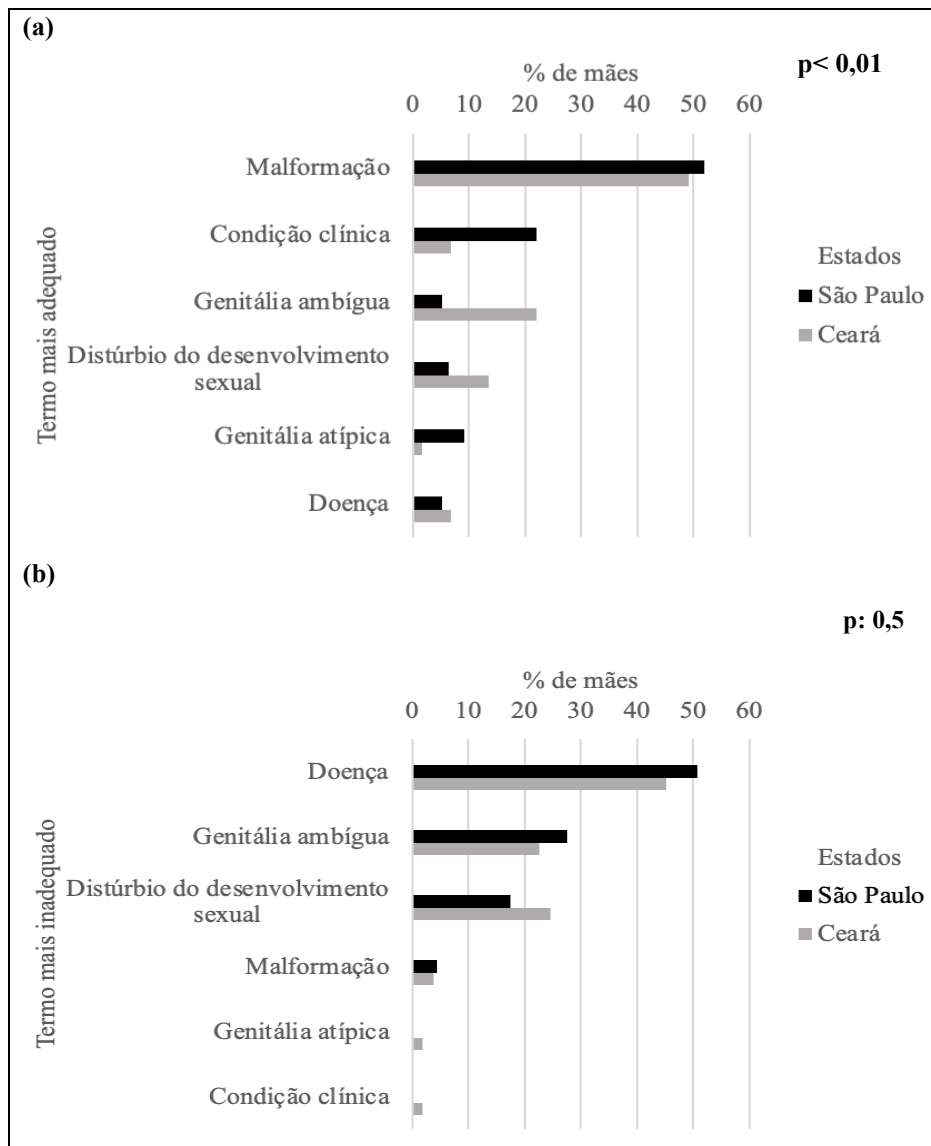 (a)
p< 0,01
% de mães
0 10 20 30 40 50 60
Termo mais adequado
Malformação
Condição clínica
Genitália ambígua
Distúrbio do desenvolvimento
sexual
Genitália atípica
Doença
Estados
São Paulo
Ceará
(b)
p: 0,5
% de mães
0 10 20 30 40 50 60
Termo mais inadequado
Doença
Genitália ambígua
Distúrbio do desenvolvimento
sexual
Malformação
Genitália atípica
Condição clínica
Estados
São Paulo
Ceará